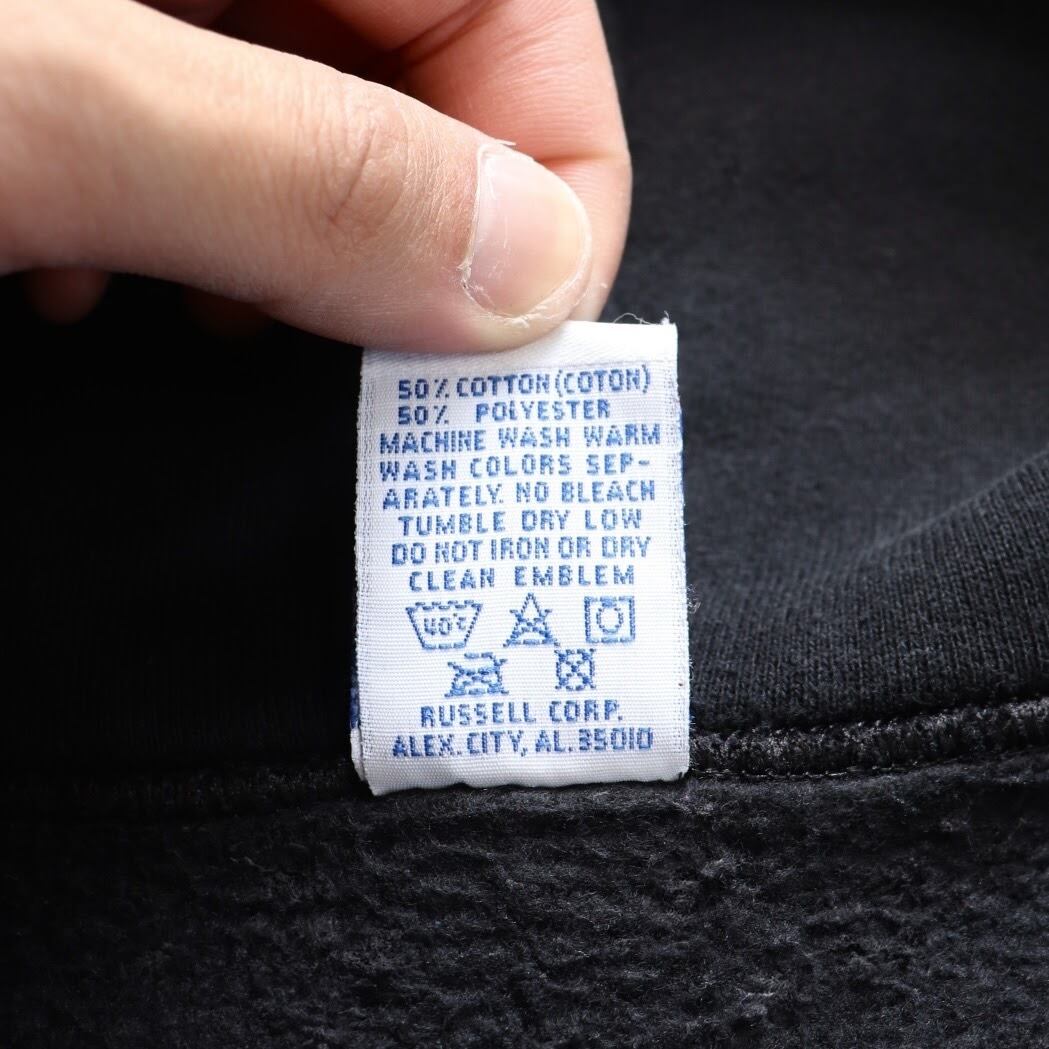 50% COTTON (COTON)
50% POLYESTER
MACHINE WASH WARM
WASH COLORS SEP-
ARATELY. NO BLEACH
TUMBLE DRY LOW
DO NOT IRON OR DRY
CLEAN EMBLEM
40°C
RUSSELL CORP.
ALEX. CITY, AL. 35010